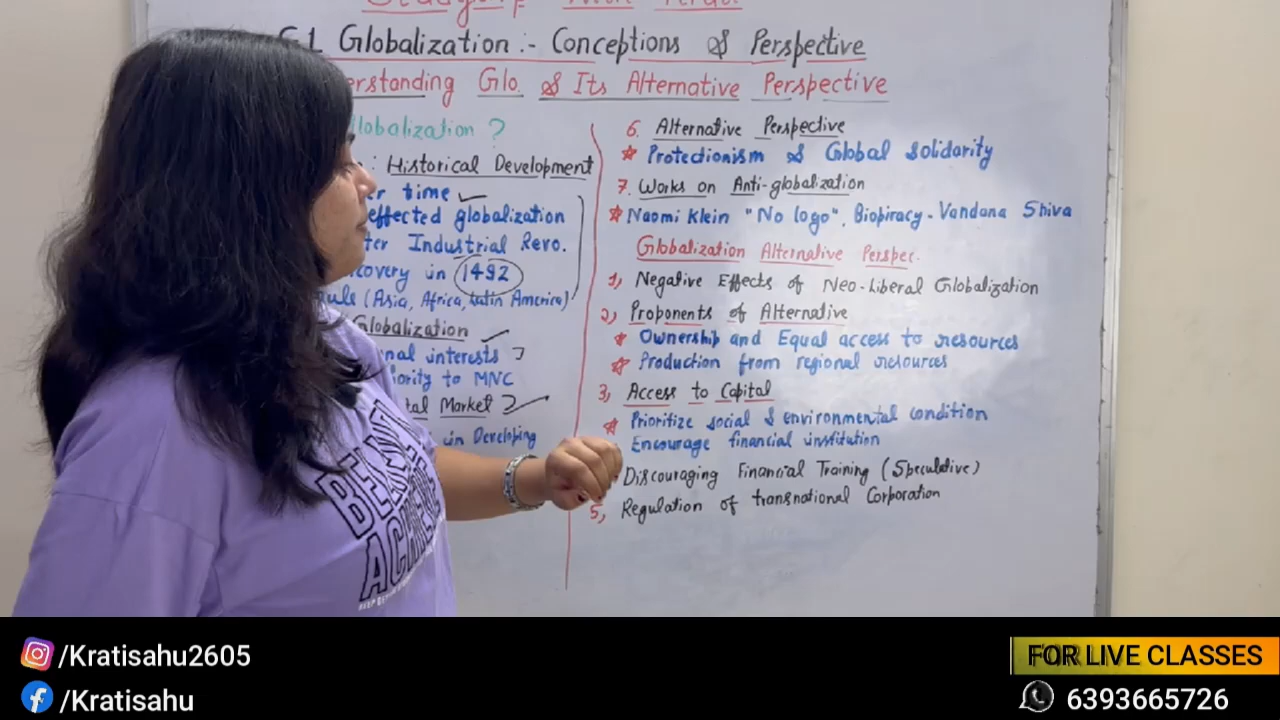 6.1 Globalization :- Conceptions & Perspective
erstanding Glo. & Its Alternative Perspective
lobalization ?
: Historical Development
er time
effected globalization
ter Industrial Revo.
covery in 1492
Rule (Asia, Africa, Latin America)
Globalization
nal interests
iority to MNC
tal Market
in Developing
6. Alternative Perspective
Protectionism & Global Solidarity
7. Works on Anti-globalization
Naomi Klein "No logo", Biopiracy - Vandana Shiva
Globalization Alternative Perspec.
1, Negative Effects of Neo-Liberal Globalization
2, Proponents of Alternative
Ownership and Equal access to resources
Production from regional resources
3, Access to Capital
Prioritize social & environmental condition
Encourage financial institution
Discouraging Financial Training (Speculative)
5, Regulation of transnational Corporation
BE
AC
/Kratisahu2605
/Kratisahu
FOR LIVE CLASSES
6393665726